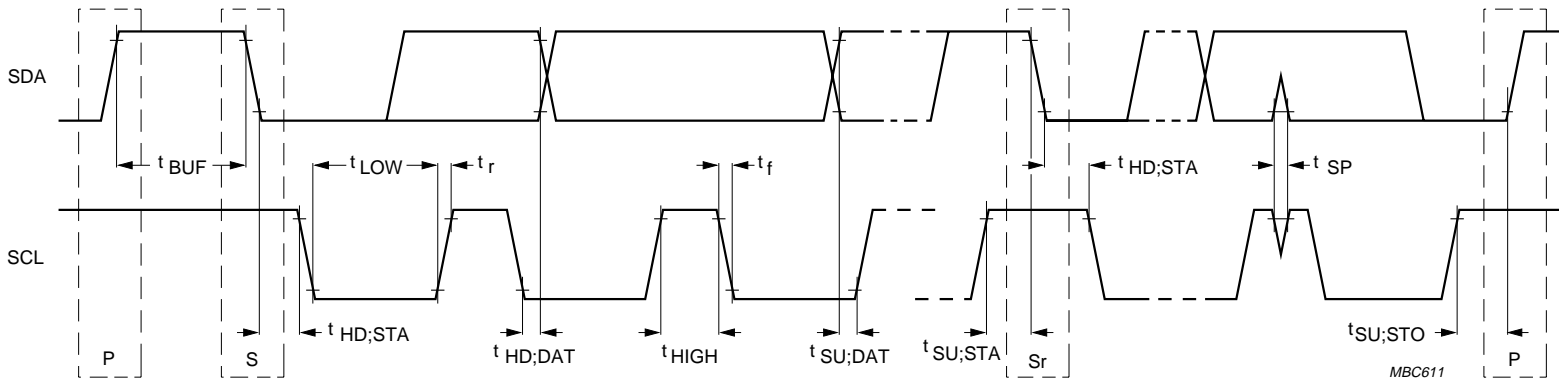 SDA
t BUF
t LOW
t r
t f
t HD;STA
t SP
SCL
t HD;STA
t HD;DAT
t HIGH
t SU;DAT
t SU;STA
t SU;STO
P
S
Sr
P
MBC611